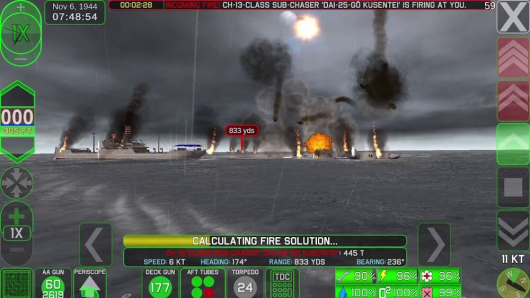 Nov 6, 1944
07:48:54
00:02:28
INCOMING FIRE! CH-13-CLASS SUB-CHASER 'DAI-25-GŌ KUSENTEI' IS FIRING AT YOU.
59
1X
000
833 yds
1X
CALCULATING FIRE SOLUTION...
445 T
SPEED: 6 KT
HEADING: 174°
RANGE: 833 YDS
BEARING: 236°
11 KT
AA GUN
60
2619
PERISCOPE
DECK GUN
177
AFT TUBES
TORPEDO
24
TDC
90%
96%
96%
100%
100%
99%